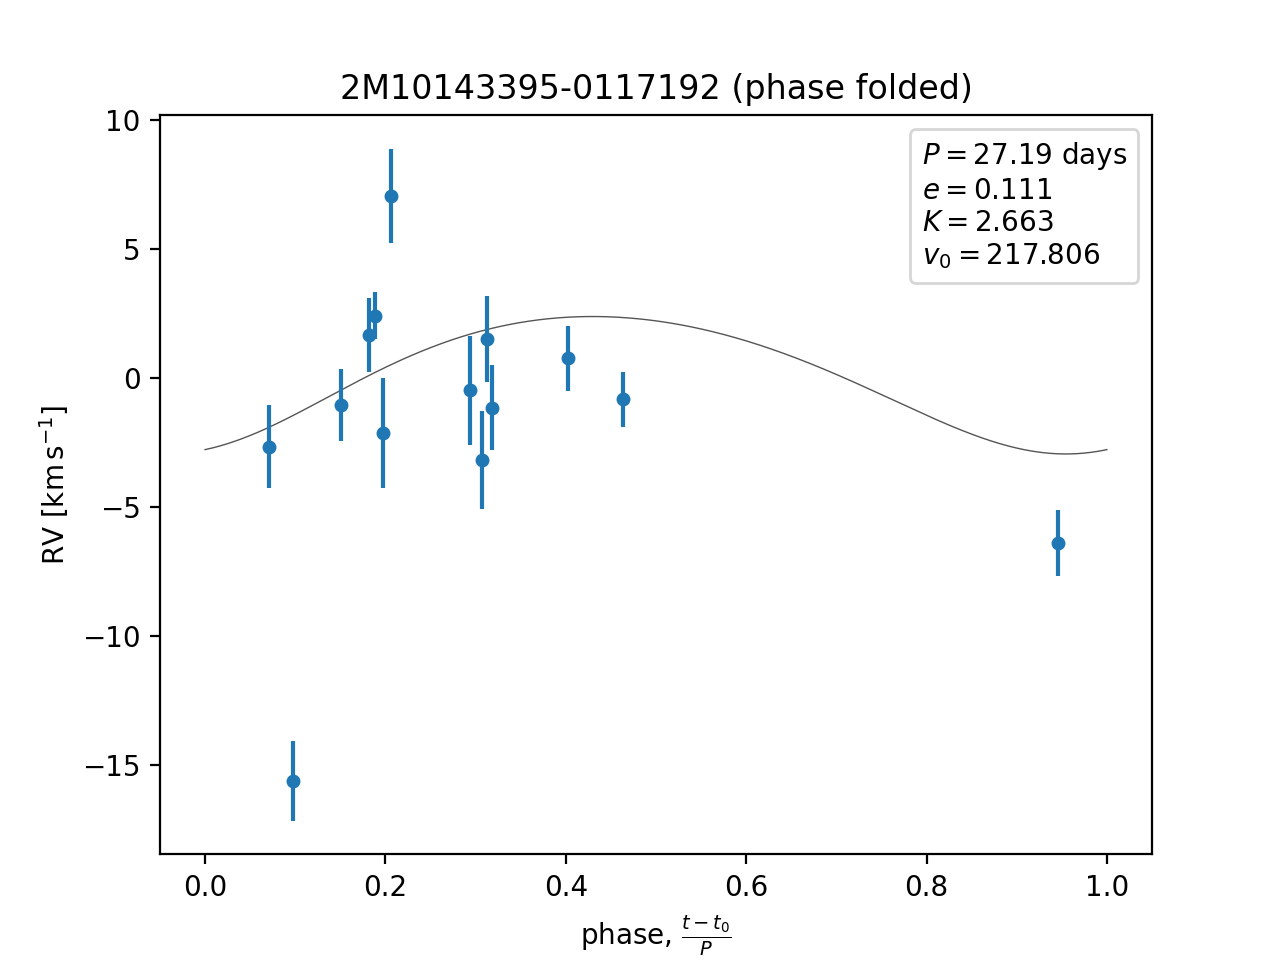 2M10143395-0117192 (phase folded)
P = 27.19 days
e = 0.111
K = 2.663
v₀ = 217.806
10
5
0
−5
−10
−15
RV [km s⁻¹]
0.0 0.2 0.4 0.6 0.8 1.0
phase, (t − t₀)/P